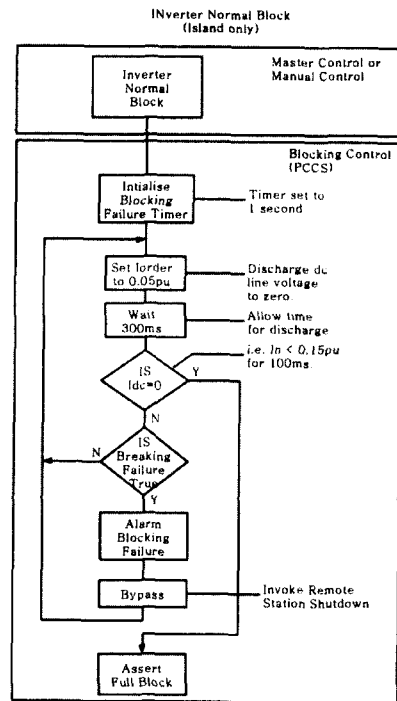 INverter Normal Block
(Island only)
Master Control or
Manual Control
Inverter
Normal
Block
Blocking Control
(PCCS)
Intialise
Blocking
Failure Timer
Timer set to
1 second
Set Iorder
to 0.05pu
Discharge dc
line voltage
to zero.
Wait
300ms
Allow time
for discharge
i.e. In < 0.15pu
for 100ms.
IS
Idc=0
Y
N
IS
Breaking
Failure
True
N
Y
Alarm
Blocking
Failure
Bypass
Invoke Remote
Station Shutdown
Assert
Full Block